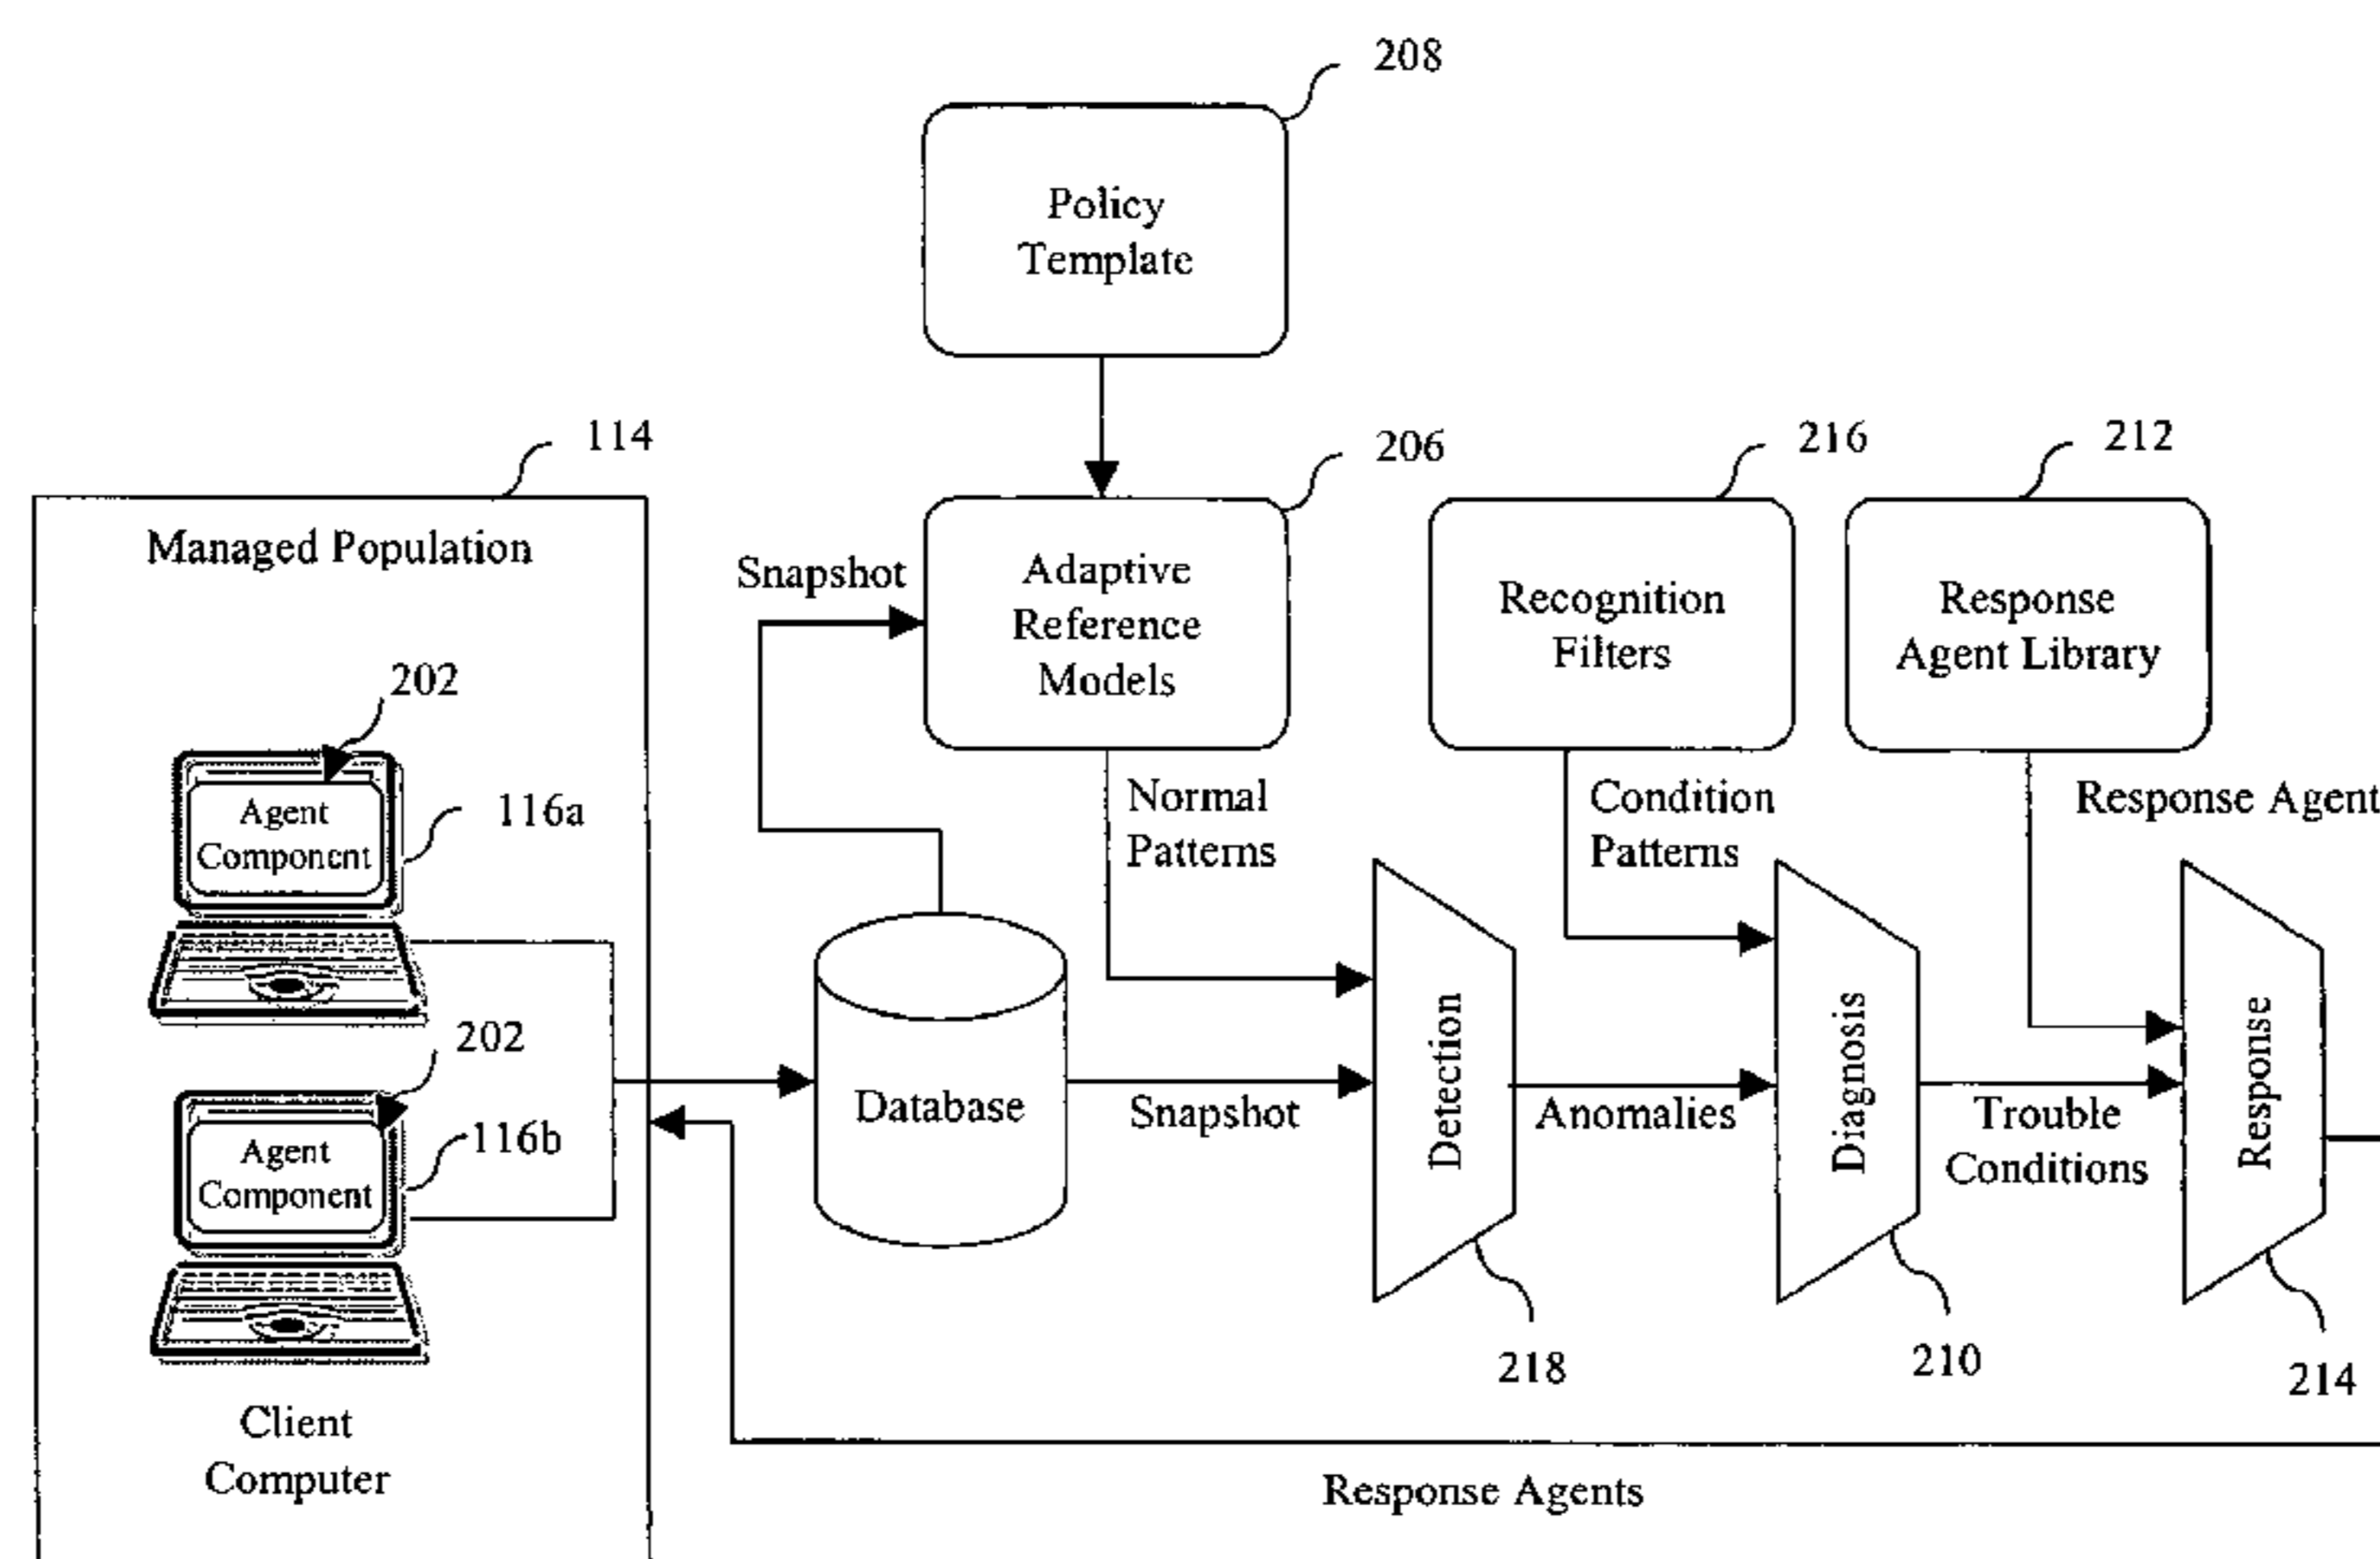 208
Policy
Template
114
206
216
212
Managed Population
Snapshot
Adaptive
Reference
Models
Recognition
Filters
Response
Agent Library
202
Agent
Component
116a
Normal
Patterns
Condition
Patterns
Response Agent
202
Agent
Component
116b
Database
Snapshot
Detection
Anomalies
Diagnosis
Trouble
Conditions
Response
218
210
214
Client
Computer
Response Agents